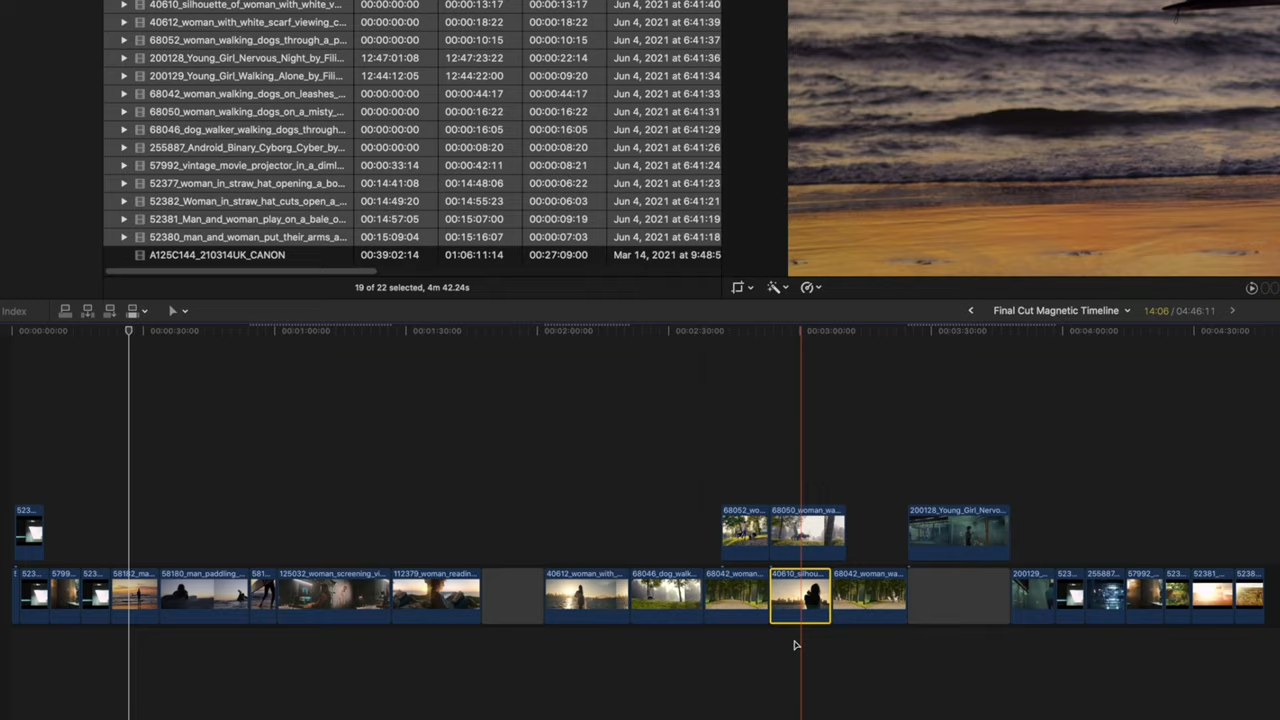 40610_silhouette_of_woman_with_white_v... 00:00:00:00 00:00:13:17 00:00:13:17 Jun 4, 2021 at 6:41:40
40612_woman_with_white_scarf_viewing_c... 00:00:00:00 00:00:18:22 00:00:18:22 Jun 4, 2021 at 6:41:39
68052_woman_walking_dogs_through_a_p... 00:00:00:00 00:00:10:15 00:00:10:15 Jun 4, 2021 at 6:41:37
200128_Young_Girl_Nervous_Night_by_Fili... 12:47:01:08 12:47:23:22 00:00:22:14 Jun 4, 2021 at 6:41:36
200129_Young_Girl_Walking_Alone_by_Fili... 12:44:12:05 12:44:22:00 00:00:09:20 Jun 4, 2021 at 6:41:34
68042_woman_walking_dogs_on_leashes_... 00:00:00:00 00:00:44:17 00:00:44:17 Jun 4, 2021 at 6:41:33
68050_woman_walking_dogs_on_a_misty_... 00:00:00:00 00:00:16:22 00:00:16:22 Jun 4, 2021 at 6:41:31
68046_dog_walker_walking_dogs_through... 00:00:00:00 00:00:16:05 00:00:16:05 Jun 4, 2021 at 6:41:29
255887_Android_Binary_Cyborg_Cyber_by... 00:00:00:00 00:00:08:20 00:00:08:20 Jun 4, 2021 at 6:41:26
57992_vintage_movie_projector_in_a_diml... 00:00:33:14 00:00:42:11 00:00:08:21 Jun 4, 2021 at 6:41:24
52377_woman_in_straw_hat_opening_a_bo... 00:14:41:08 00:14:48:06 00:00:06:22 Jun 4, 2021 at 6:41:23
52382_Woman_in_straw_hat_cuts_open_a_... 00:14:49:20 00:14:55:23 00:00:06:03 Jun 4, 2021 at 6:41:21
52381_Man_and_woman_play_on_a_bale_o... 00:14:57:05 00:15:07:00 00:00:09:19 Jun 4, 2021 at 6:41:19
52380_man_and_woman_put_their_arms_a... 00:15:09:04 00:15:16:07 00:00:07:03 Jun 4, 2021 at 6:41:18
A125C144_210314UK_CANON 00:39:02:14 01:06:11:14 00:27:09:00 Mar 14, 2021 at 9:48:5
19 of 22 selected, 4m 42.24s
Index Final Cut Magnetic Timeline 14:06 / 04:46:11
00:00:00:00 00:00:30:00 00:01:00:00 00:01:30:00 00:02:00:00 00:02:30:00 00:03:00:00 00:03:30:00 00:04:00:00 00:04:30:00
523... 68052_wo... 68050_woman_wa... 200128_Young_Girl_Nervo...
523... 5799... 523... 58182_ma... 58180_man_paddling_... 581... 125032_woman_screening_vi... 112379_woman_readin... 40612_woman_with_... 68046_dog_walk... 68042_woman... 40610_silhou... 68042_woman_wa... 200129_... 523... 255887... 57992_... 523... 52381_... 5238...